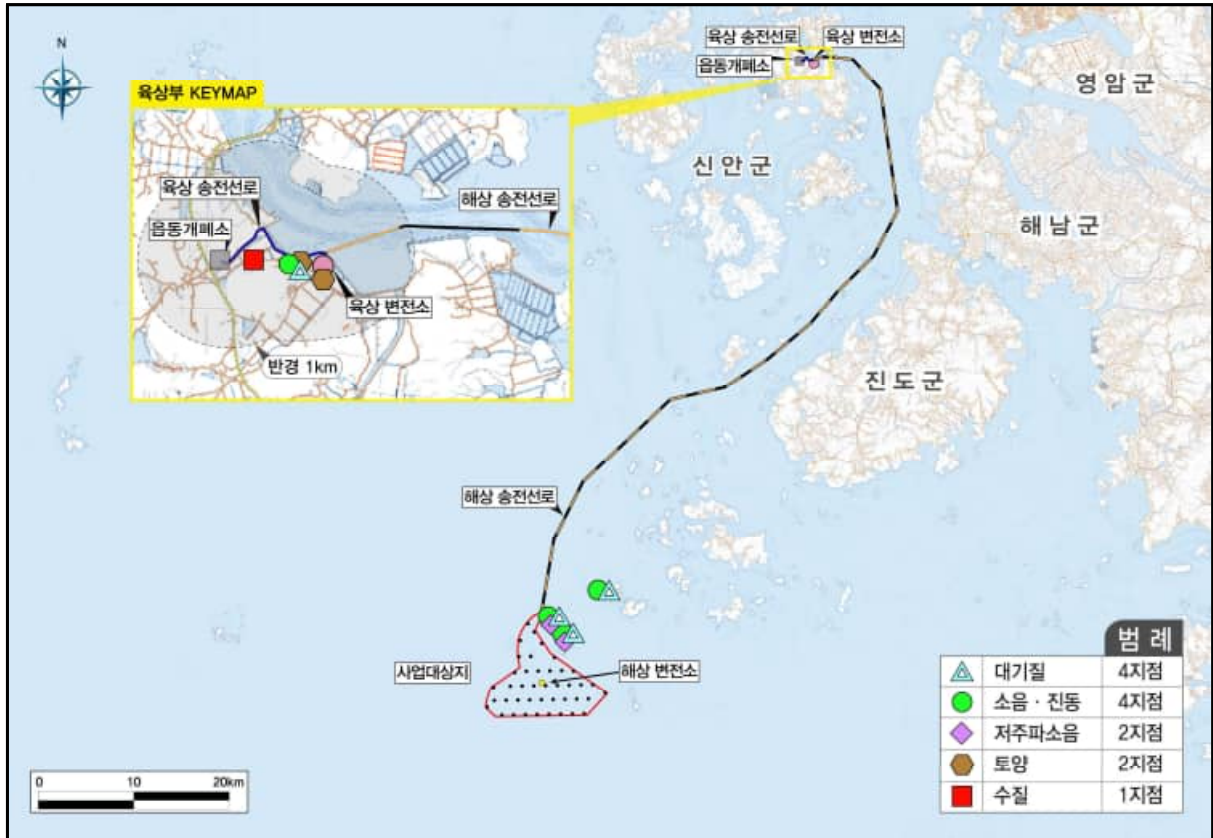 N
육상 송전선로
육상 변전소
읍동개폐소
영암군
육상부 KEYMAP
신안군
육상 송전선로
해상 송전선로
읍동개폐소
해남군
육상 변전소
반경 1km
진도군
해상 송전선로
사업대상지
해상 변전소
범 례
대기질 4지점
소음 · 진동 4지점
저주파소음 2지점
토양 2지점
수질 1지점
0 10 20km